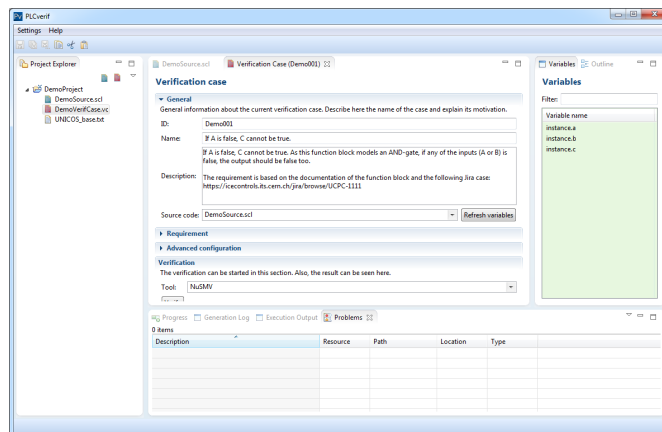 PLCverif
Settings Help
Project Explorer
DemoProject
DemoSource.scl
DemoVerifCase.vc
UNICOS_base.txt
DemoSource.scl
Verification Case (Demo001)
Verification case
General
General information about the current verification case. Describe here the name of the case and explain its motivation.
ID: Demo001
Name: If A is false, C cannot be true.
If A is false, C cannot be true. As this function block models an AND-gate, if any of the inputs (A or B) is
false, the output should be false too.
Description: The requirement is based on the documentation of the function block and the following Jira case:
https://icecontrols.its.cern.ch/jira/browse/UCPC-1111
Source code: DemoSource.scl Refresh variables
Requirement
Advanced configuration
Verification
The verification can be started in this section. Also, the result can be seen here.
Tool: NuSMV
Variables Outline
Variables
Filter:
Variable name
instance.a
instance.b
instance.c
Progress Generation Log Execution Output Problems
0 items
Description Resource Path Location Type